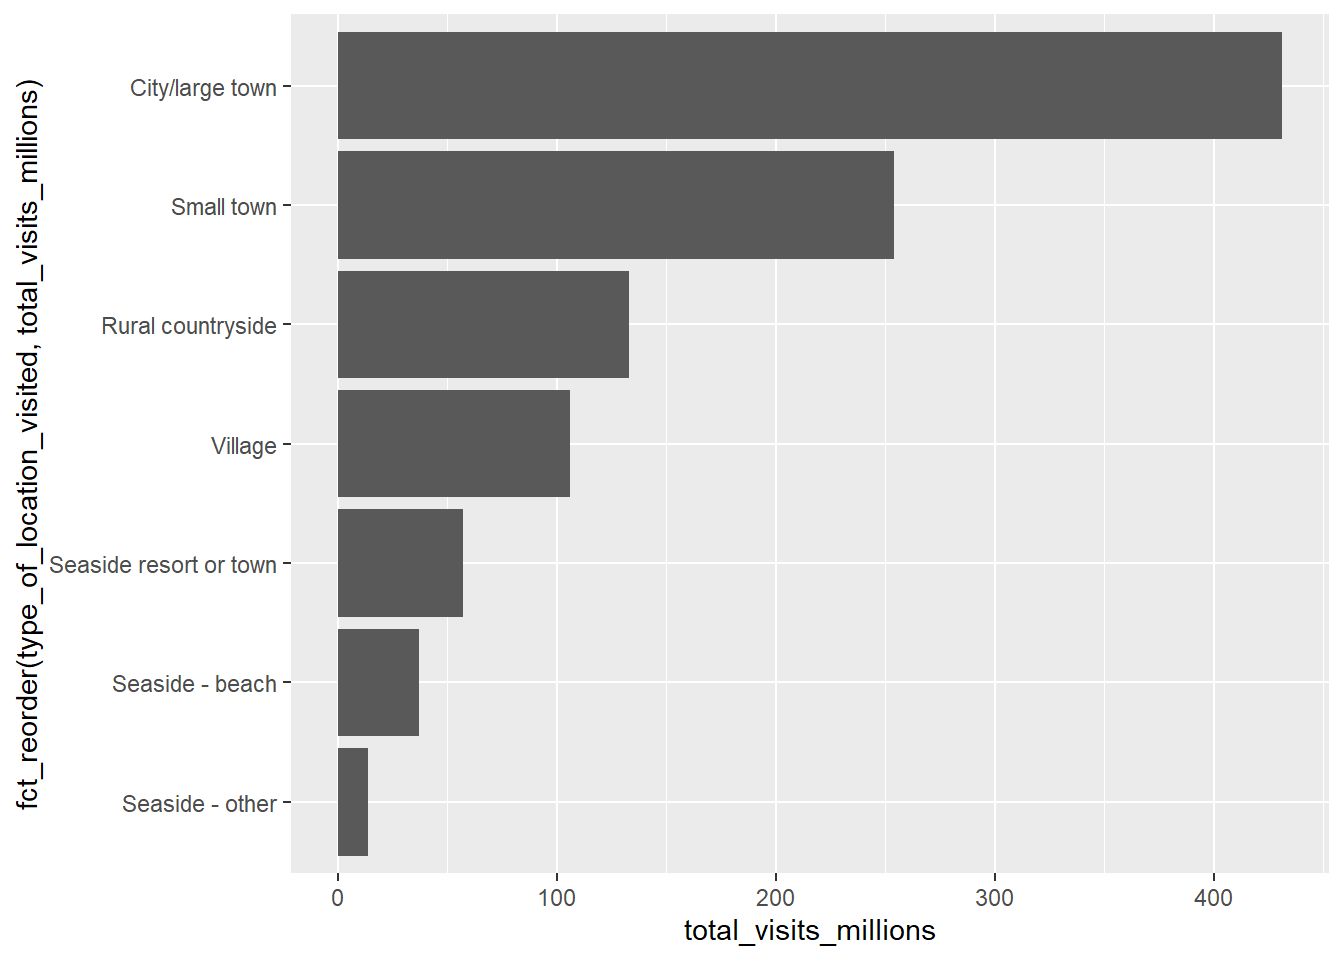 fct_reorder(type_of_location_visited, total_visits_millions)
City/large town
Small town
Rural countryside
Village
Seaside resort or town
Seaside - beach
Seaside - other
0 100 200 300 400
total_visits_millions